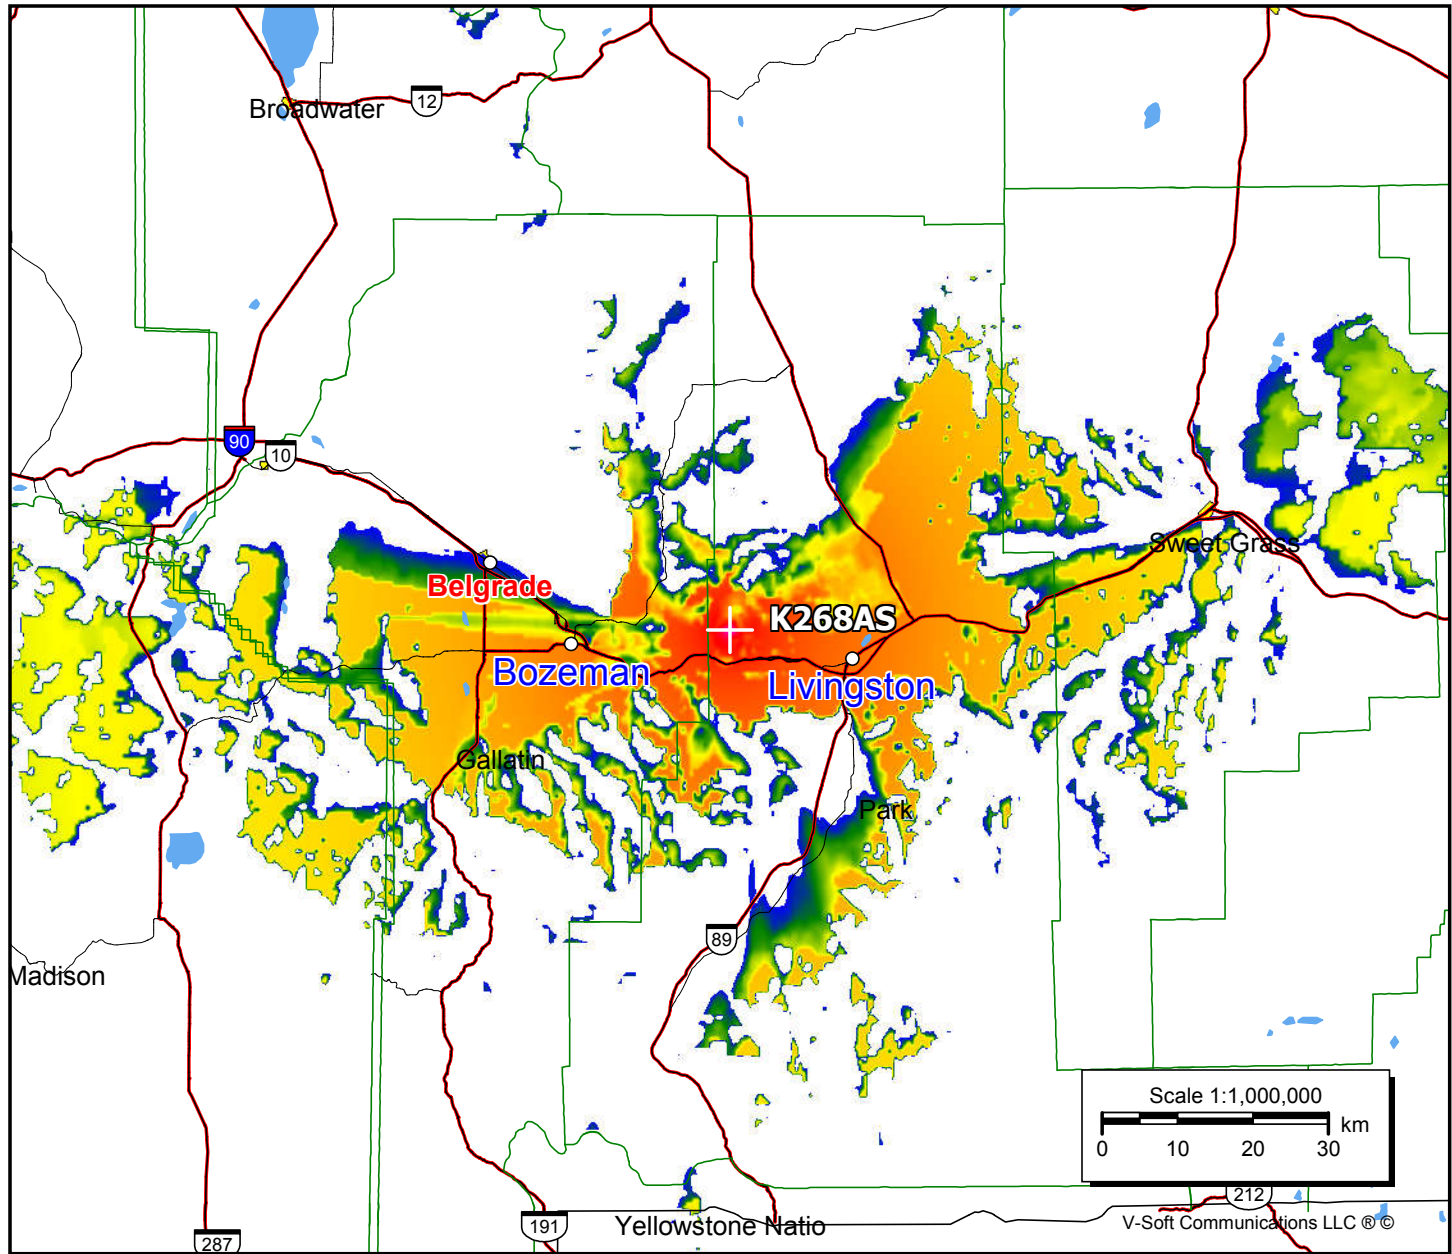 Broadwater
12
90
10
Sweet Grass
Belgrade
K268AS
Bozeman
Livingston
Gallatin
Park
89
Madison
Scale 1:1,000,000
km
0 10 20 30
212
191
Yellowstone Natio
V-Soft Communications LLC ® ©
287